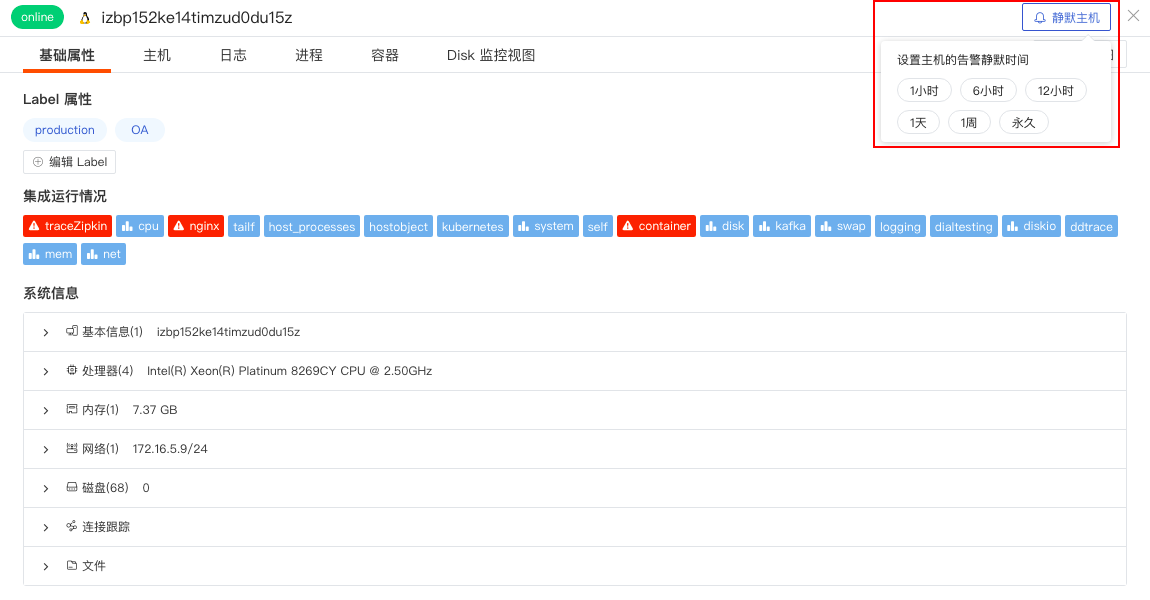 online izbp152ke14timzud0du15z 静默主机
基础属性 主机 日志 进程 容器 Disk 监控视图
设置主机的告警静默时间
1小时 6小时 12小时
1天 1周 永久
Label 属性
production OA
编辑 Label
集成运行情况
traceZipkin cpu nginx tailf host_processes hostobject kubernetes system self container disk kafka swap logging dialtesting diskio ddtrace
mem net
系统信息
基本信息(1) izbp152ke14timzud0du15z
处理器(4) Intel(R) Xeon(R) Platinum 8269CY CPU @ 2.50GHz
内存(1) 7.37 GB
网络(1) 172.16.5.9/24
磁盘(68) 0
连接跟踪
文件